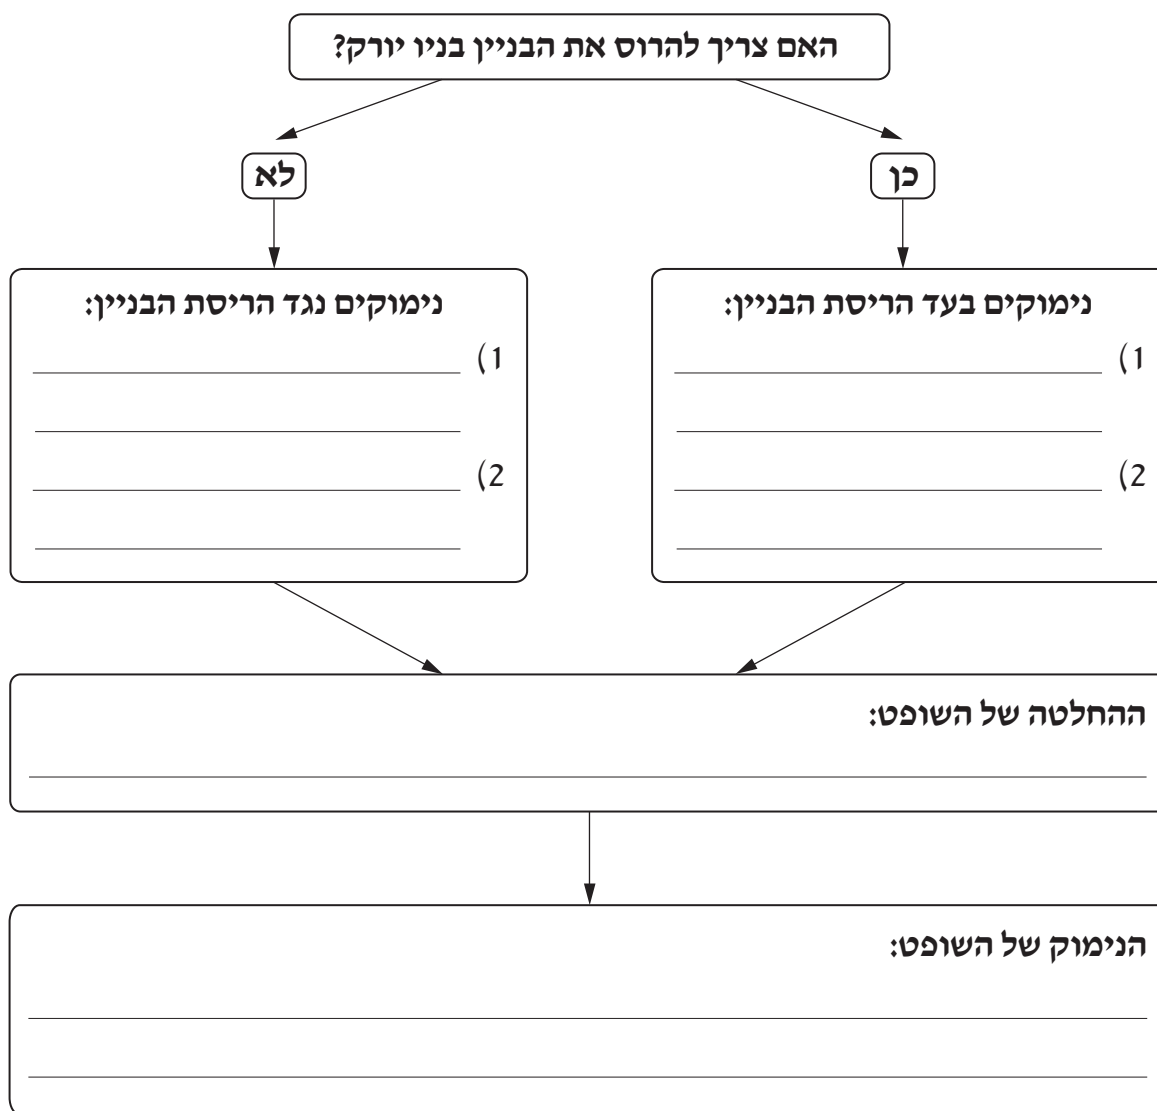 האם צריך להרוס את הבניין בניו יורק?
כן
לא
נימוקים בעד הריסת הבניין:
1)
2)
נימוקים נגד הריסת הבניין:
1)
2)
ההחלטה של השופט:
הנימוק של השופט: